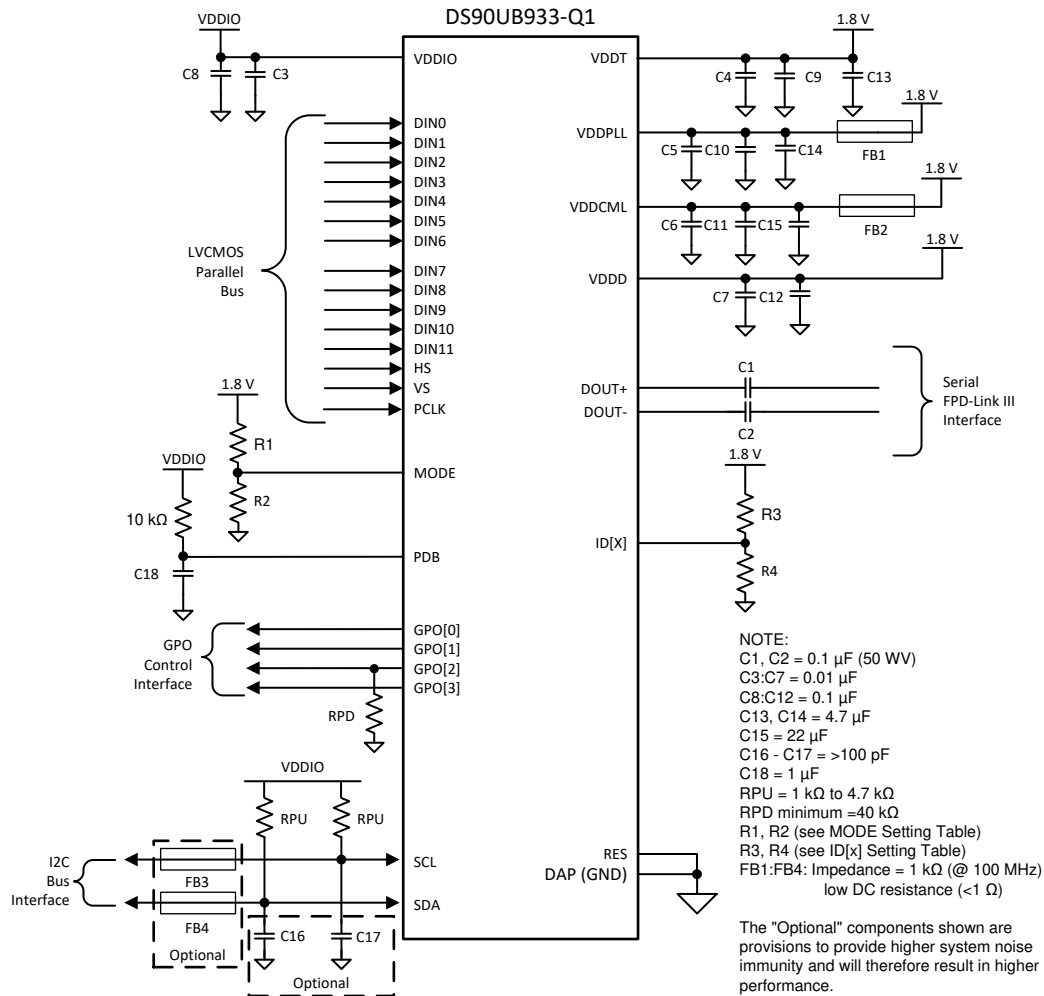 DS90UB933-Q1
VDDIO
C8
C3
VDDIO
LVCMOS
Parallel
Bus
DIN0
DIN1
DIN2
DIN3
DIN4
DIN5
DIN6
DIN7
DIN8
DIN9
DIN10
DIN11
HS
VS
PCLK
1.8 V
R1
R2
MODE
VDDIO
10 kΩ
C18
PDB
GPO
Control
Interface
GPO[0]
GPO[1]
GPO[2]
GPO[3]
RPD
VDDIO
RPU
RPU
I2C
Bus
Interface
FB3
FB4
Optional
SCL
SDA
C16
C17
Optional
1.8 V
VDDT
C4
C9
C13
1.8 V
VDDPLL
C5
C10
C14
FB1
1.8 V
VDDCML
C6
C11
C15
FB2
1.8 V
VDDD
C7
C12
DOUT+
DOUT-
C1
C2
Serial
FPD-Link III
Interface
1.8 V
R3
ID[X]
R4
RES
DAP (GND)
NOTE:
C1, C2 = 0.1 µF (50 WV)
C3:C7 = 0.01 µF
C8:C12 = 0.1 µF
C13, C14 = 4.7 µF
C15 = 22 µF
C16 - C17 = >100 pF
C18 = 1 µF
RPU = 1 kΩ to 4.7 kΩ
RPD minimum =40 kΩ
R1, R2 (see MODE Setting Table)
R3, R4 (see ID[x] Setting Table)
FB1:FB4: Impedance = 1 kΩ (@ 100 MHz)
low DC resistance (<1 Ω)
The "Optional" components shown are
provisions to provide higher system noise
immunity and will therefore result in higher
performance.